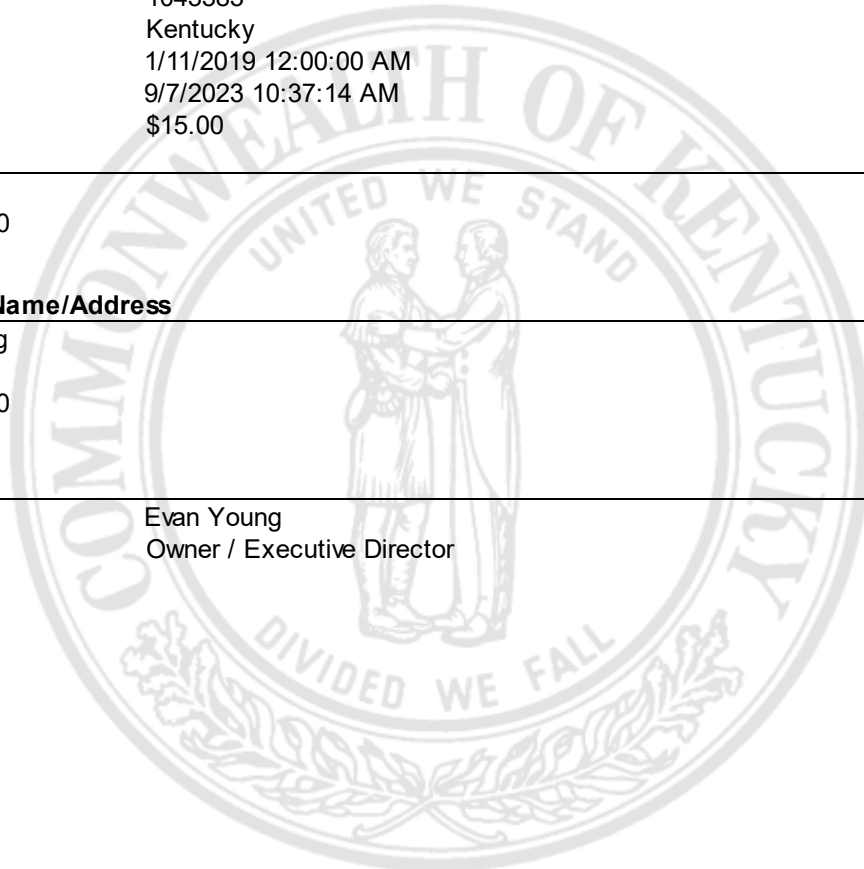 Kentucky
1/11/2019 12:00:00 AM
9/7/2023 10:37:14 AM
$15.00
0
Name/Address
g
0
Evan Young
Owner / Executive Director
COMMONWEALTH OF KENTUCKY
UNITED WE STAND
DIVIDED WE FALL